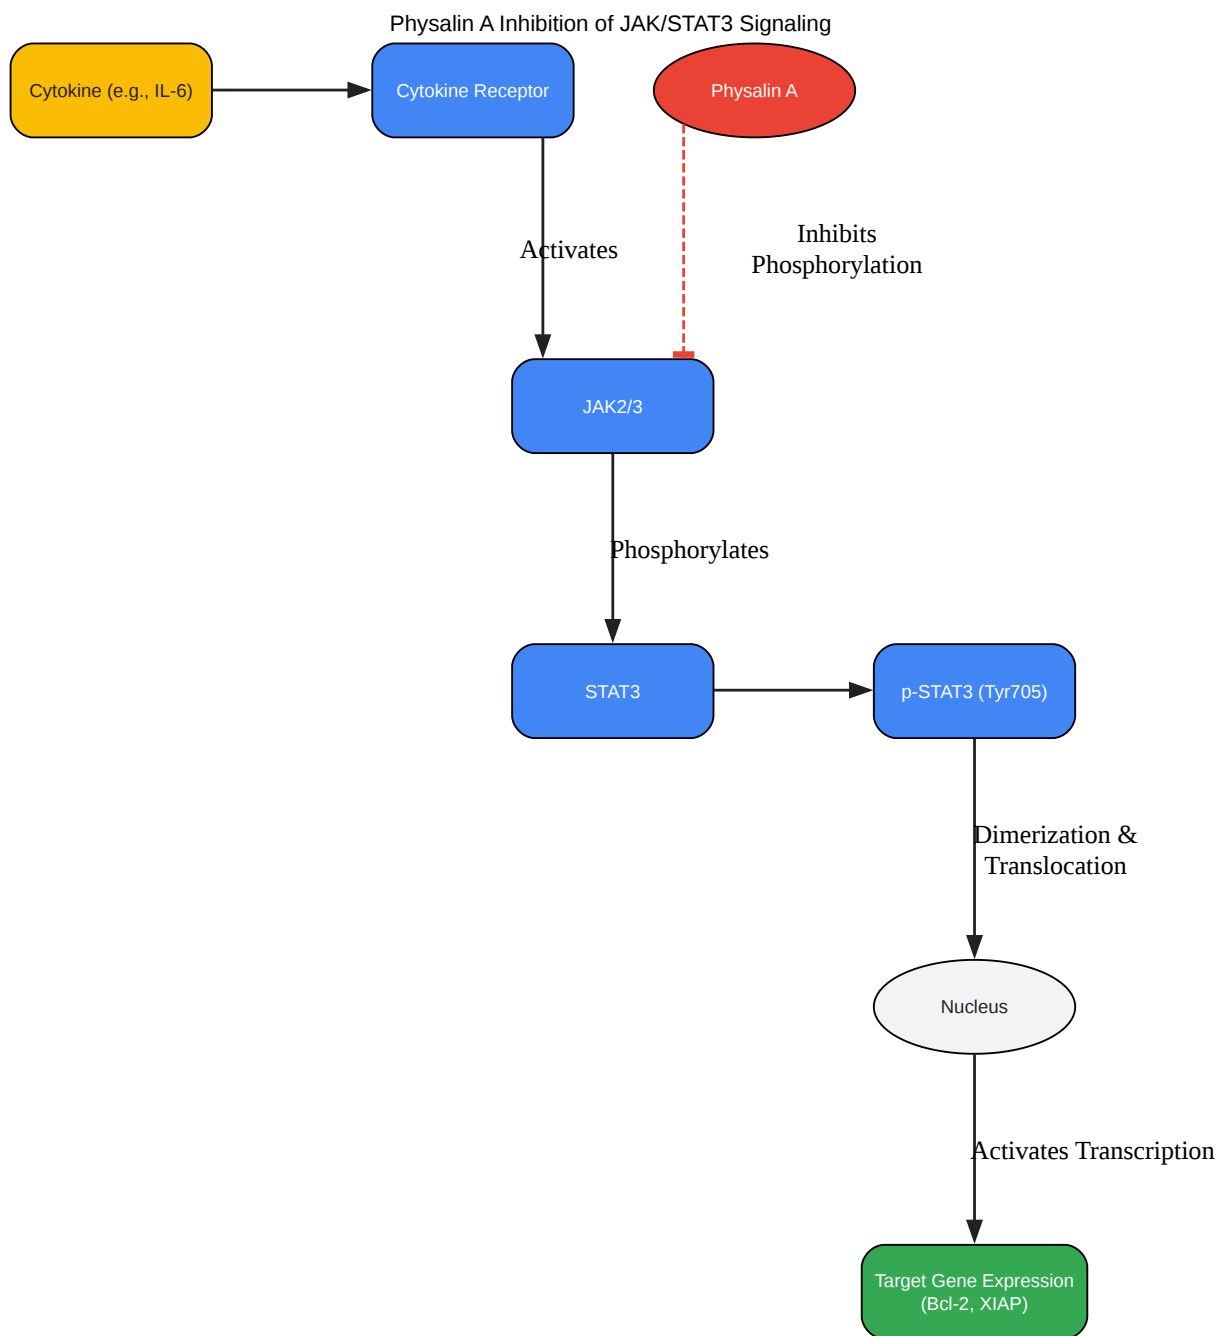 Physalin A Inhibition of JAK/STAT3 Signaling
Cytokine (e.g., IL-6)
Cytokine Receptor
Physalin A
Activates
Inhibits
Phosphorylation
JAK2/3
Phosphorylates
STAT3
p-STAT3 (Tyr705)
Dimerization &
Translocation
Nucleus
Activates Transcription
Target Gene Expression
(Bcl-2, XIAP)